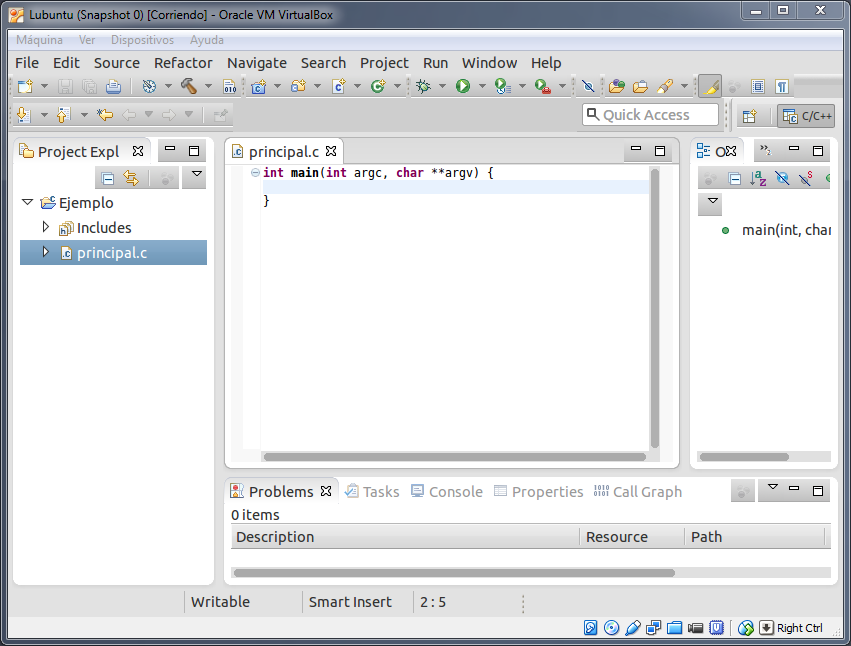 Lubuntu (Snapshot 0) [Corriendo] - Oracle VM VirtualBox
Máquina Ver Dispositivos Ayuda
File Edit Source Refactor Navigate Search Project Run Window Help
Quick Access
C/C++
Project Expl
Ejemplo
Includes
principal.c
principal.c
int main(int argc, char **argv) {
}
O
main(int, char
Problems Tasks Console Properties Call Graph
0 items
Description Resource Path
Writable Smart Insert 2 : 5
Right Ctrl